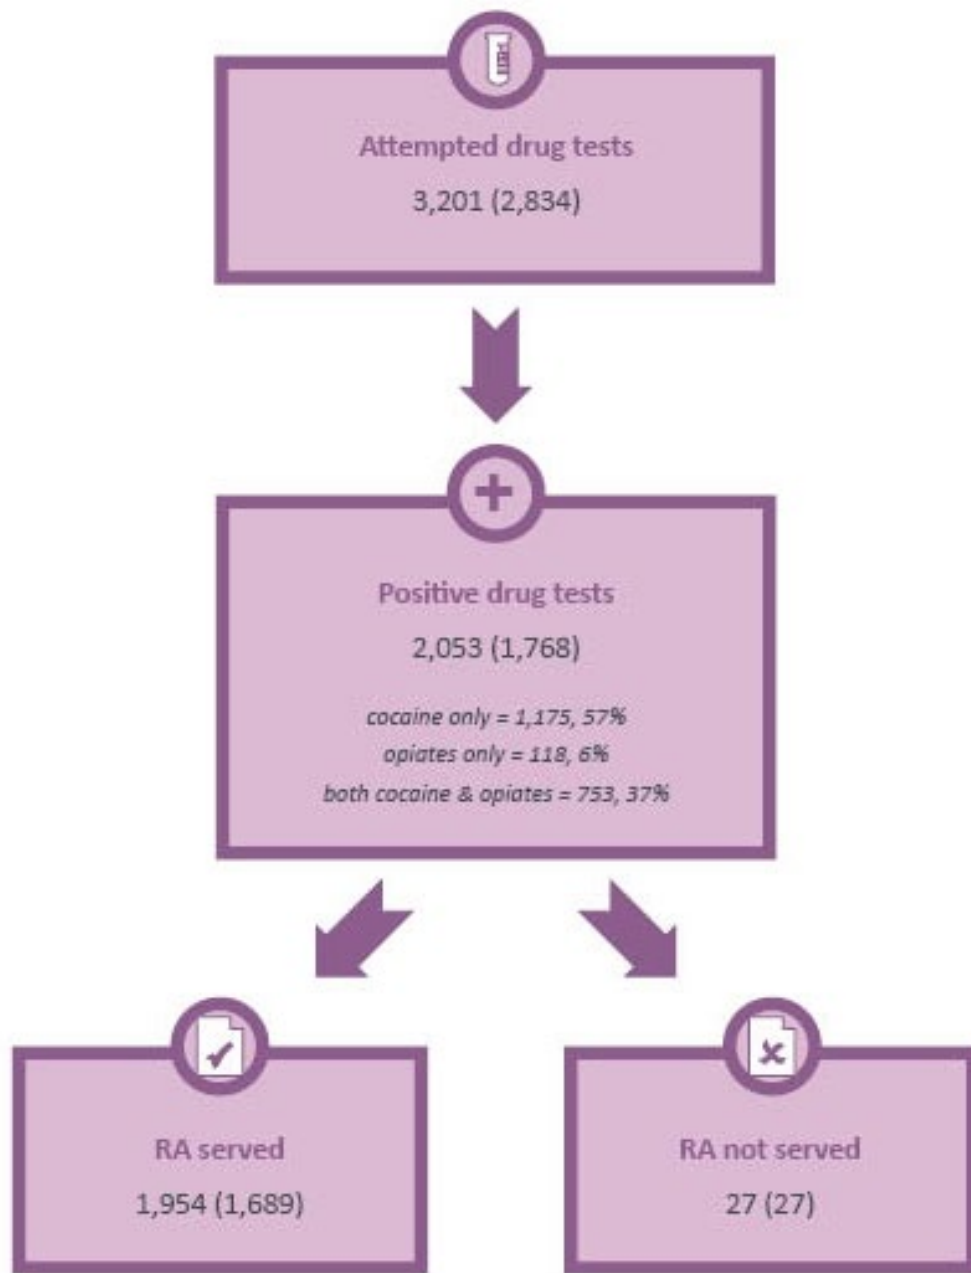 Attempted drug tests
3,201 (2,834)
Positive drug tests
2,053 (1,768)
cocaine only = 1,175, 57%
opiates only = 118, 6%
both cocaine & opiates = 753, 37%
RA served
1,954 (1,689)
RA not served
27 (27)